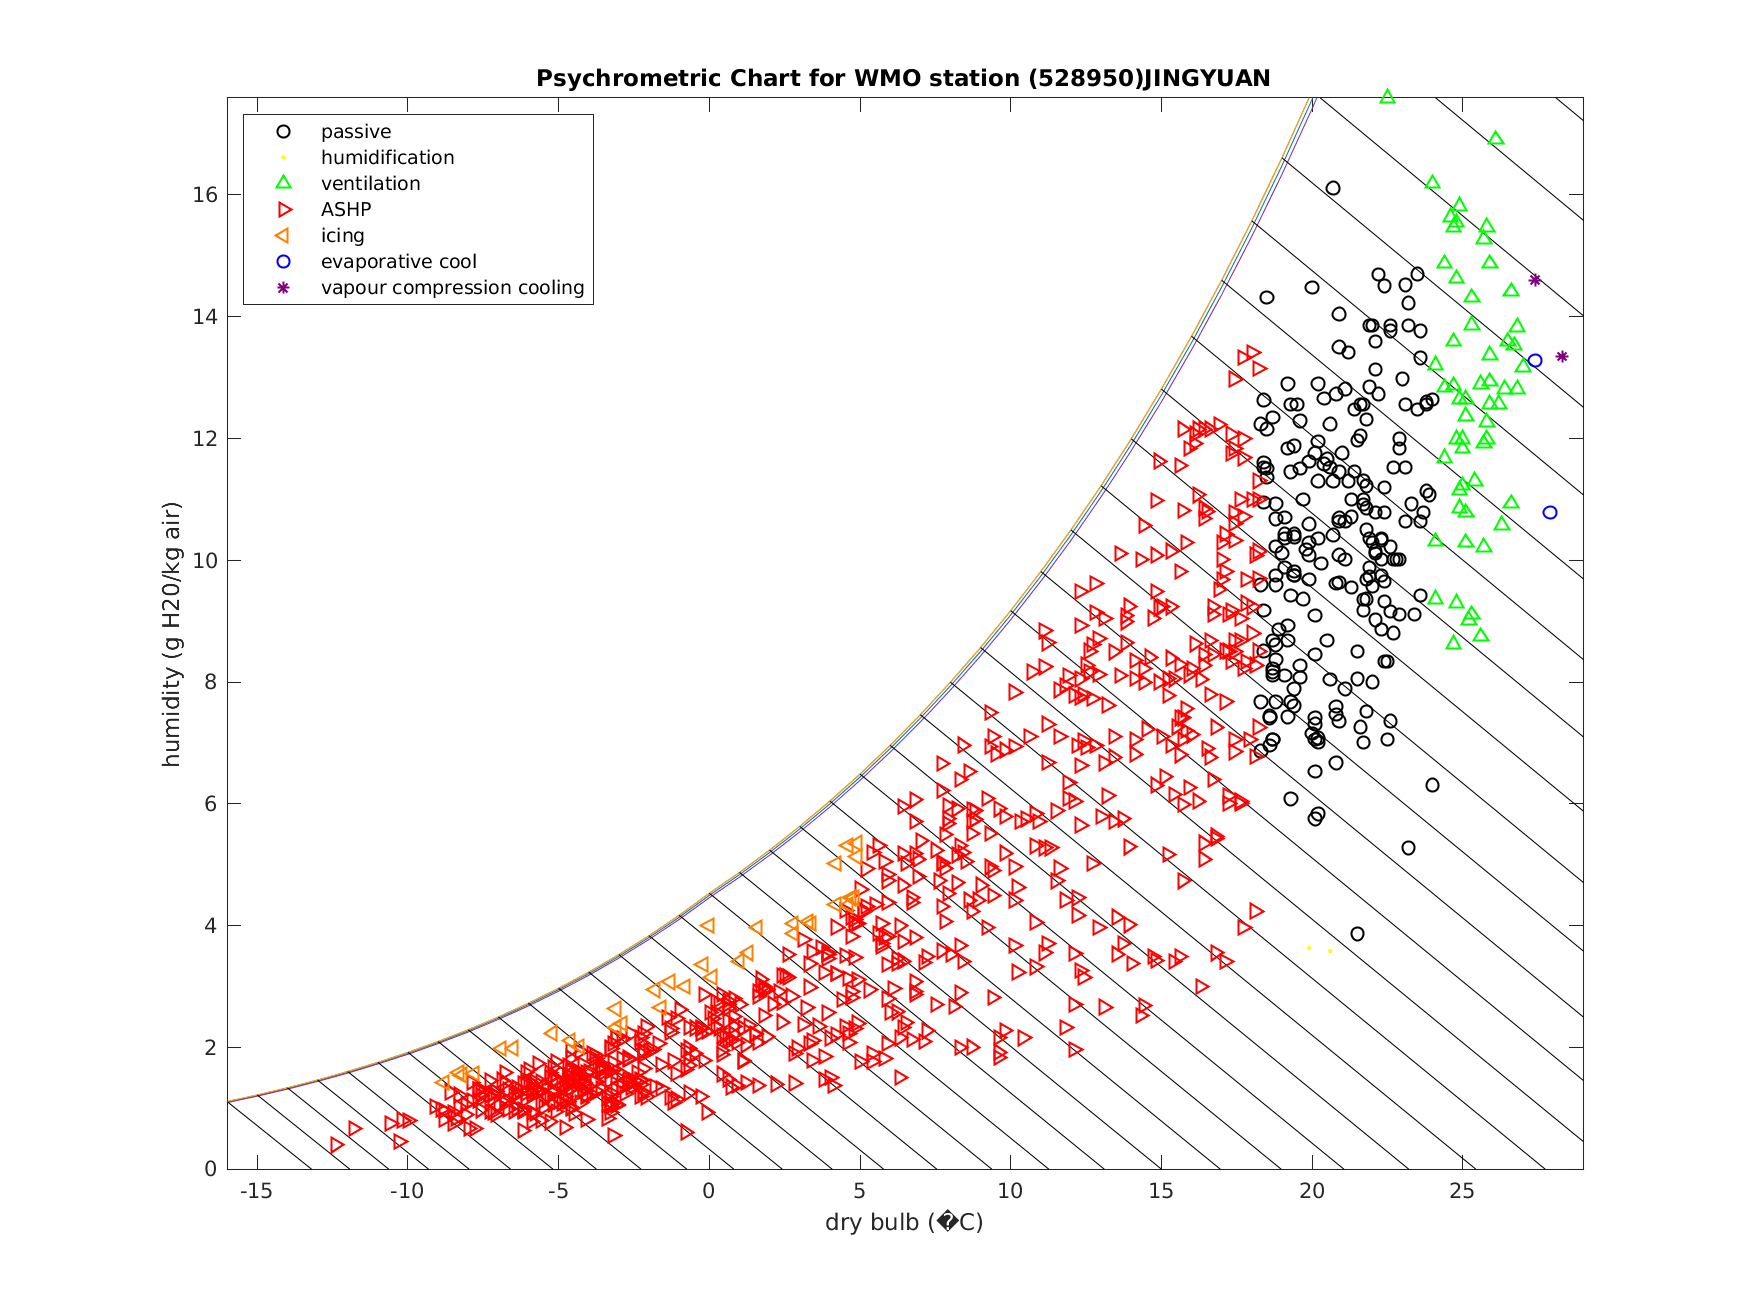 Psychrometric Chart for WMO station (528950)JINGYUAN
passive
humidification
ventilation
ASHP
icing
evaporative cool
vapour compression cooling
humidity (g H20/kg air)
16
14
12
10
8
6
4
2
0
-15 -10 -5 0 5 10 15 20 25
dry bulb (�C)